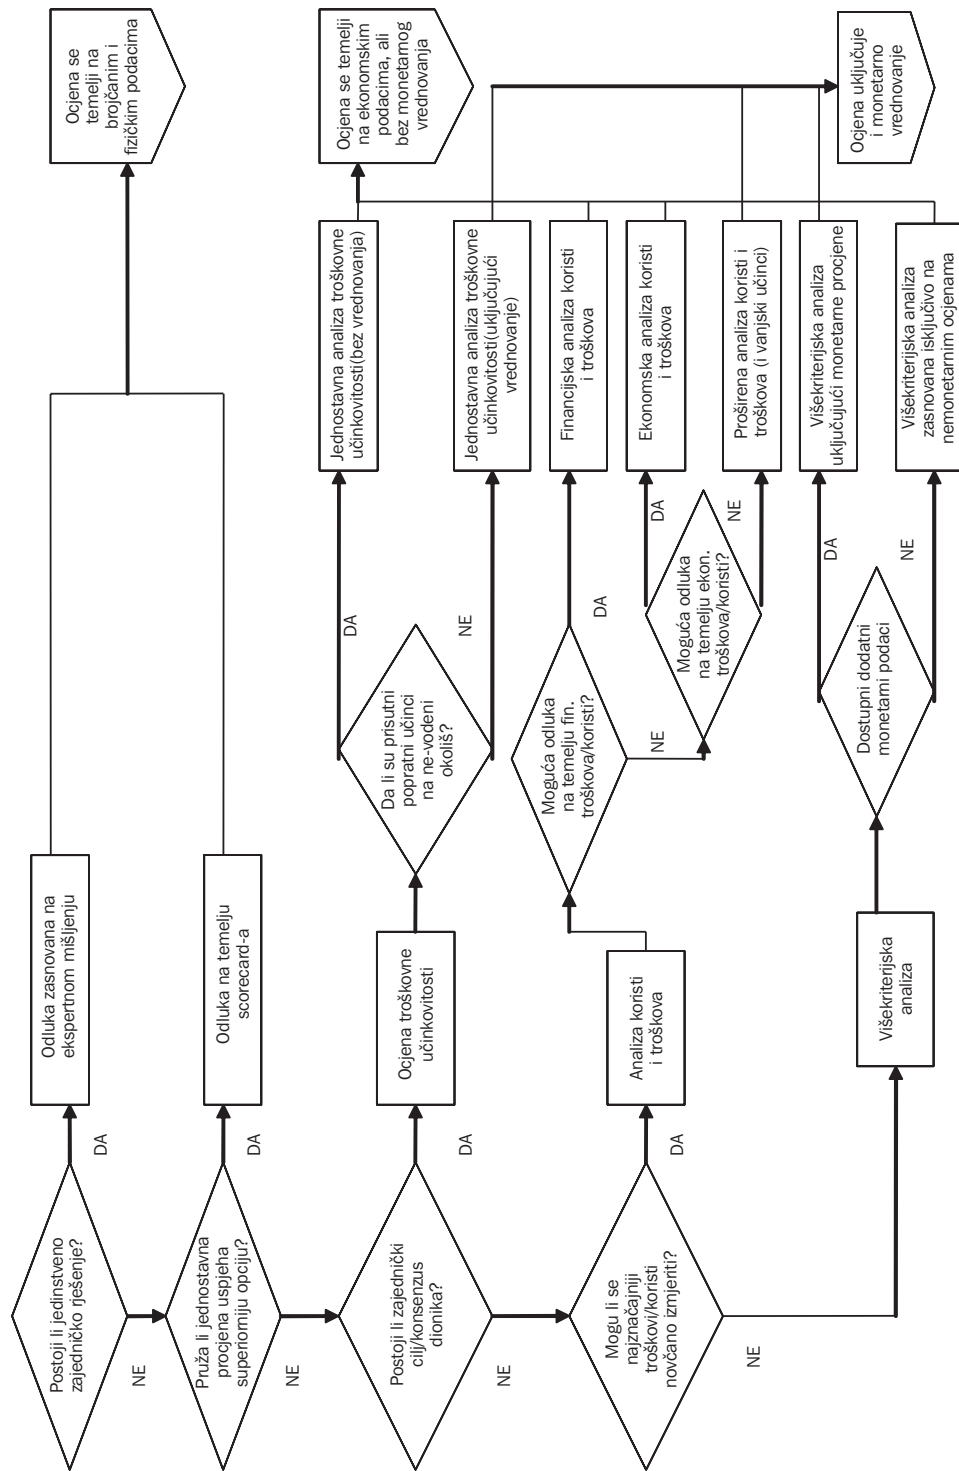 Postoji li jedinstveno
zajedničko rješenje?
DA
NE
Odluka zasnovana na
ekspertnom mišljenju
Ocjena se
temelji na
brojčanim i
fizičkim podacima
Pruža li jednostavna
procjena uspjeha
superiorniju opciju?
DA
NE
Odluka na temelju
scorecard-a
Postoji li zajednički
cilj/konsenzus
dionika?
DA
NE
Ocjena troškovne
učinkovitosti
Da li su prisutni
popratni učinci
na ne-vodeni
okoliš?
DA
NE
Jednostavna analiza troškovne
učinkovitosti(bez vrednovanja)
Jednostavna analiza troškovne
učinkovitosti(uključujući
vrednovanje)
Ocjena se temelji
na ekonomskim
podacima, ali
bez monetarnog
vrednovanja
Mogu li se
najznačajniji
troškovi/koristi
novčano izmjeriti?
DA
NE
Analiza koristi
i troškova
Moguća odluka
na temelju fin.
troškova/koristi?
DA
NE
Financijska analiza koristi
i troškova
Moguća odluka
na temelju ekon.
troškova/koristi?
DA
NE
Ekonomska analiza koristi
i troškova
Proširena analiza koristi i
troškova (i vanjski učinci)
Višekriterijska
analiza
Dostupni dodatni
monetarni podaci
DA
NE
Višekriterijska analiza
uključujući monetarne procjene
Višekriterijska analiza
zasnovana isključivo na
nemonetarnim ocjenama
Ocjena uključuje
i monetarno
vrednovanje